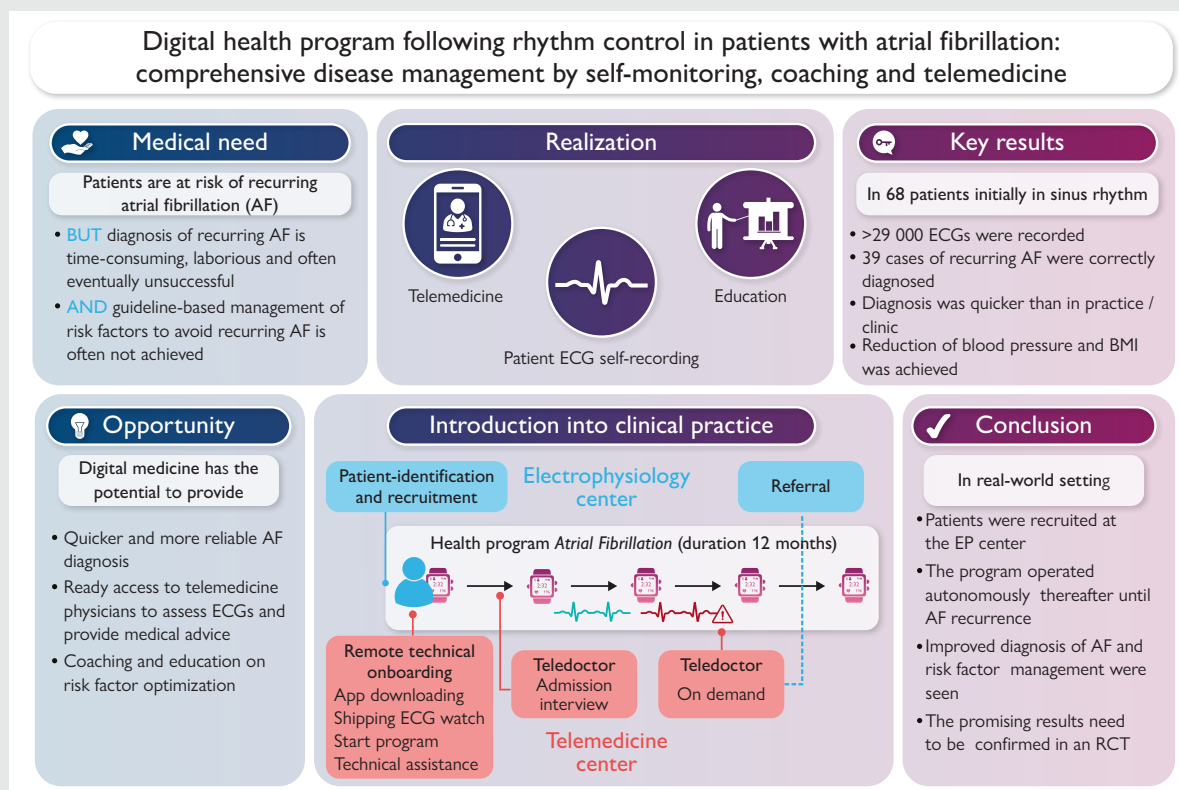 Digital health program following rhythm control in patients with atrial fibrillation:
comprehensive disease management by self-monitoring, coaching and telemedicine
Medical need
Patients are at risk of recurring
atrial fibrillation (AF)
• BUT diagnosis of recurring AF is
time-consuming, laborious and often
eventually unsuccessful
• AND guideline-based management of
risk factors to avoid recurring AF is
often not achieved
Realization
Telemedicine
Patient ECG self-recording
Education
Key results
In 68 patients initially in sinus rhythm
• >29 000 ECGs were recorded
• 39 cases of recurring AF were correctly
diagnosed
• Diagnosis was quicker than in practice /
clinic
• Reduction of blood pressure and BMI
was achieved
Opportunity
Digital medicine has the
potential to provide
• Quicker and more reliable AF
diagnosis
• Ready access to telemedicine
physicians to assess ECGs and
provide medical advice
• Coaching and education on
risk factor optimization
Introduction into clinical practice
Patient-identification
and recruitment
Electrophysiology
center
Referral
Health program Atrial Fibrillation (duration 12 months)
2:32
2:32
2:32
2:32
2:32
Remote technical
onboarding
App downloading
Shipping ECG watch
Start program
Technical assistance
Teledoctor
Admission
interview
Teledoctor
On demand
Telemedicine
center
Conclusion
In real-world setting
• Patients were recruited at
the EP center
• The program operated
autonomously thereafter until
AF recurrence
• Improved diagnosis of AF and
risk factor management were
seen
• The promising results need
to be confirmed in an RCT